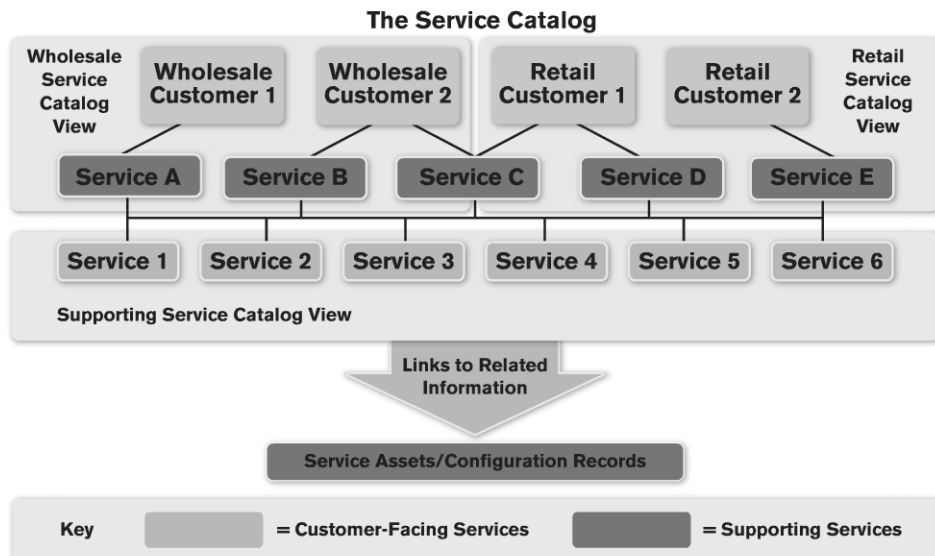 The Service Catalog
Wholesale
Service
Catalog
View
Wholesale
Customer 1
Wholesale
Customer 2
Retail
Customer 1
Retail
Customer 2
Retail
Service
Catalog
View
Service A
Service B
Service C
Service D
Service E
Service 1
Service 2
Service 3
Service 4
Service 5
Service 6
Supporting Service Catalog View
Links to Related
Information
Service Assets/Configuration Records
Key
= Customer-Facing Services
= Supporting Services